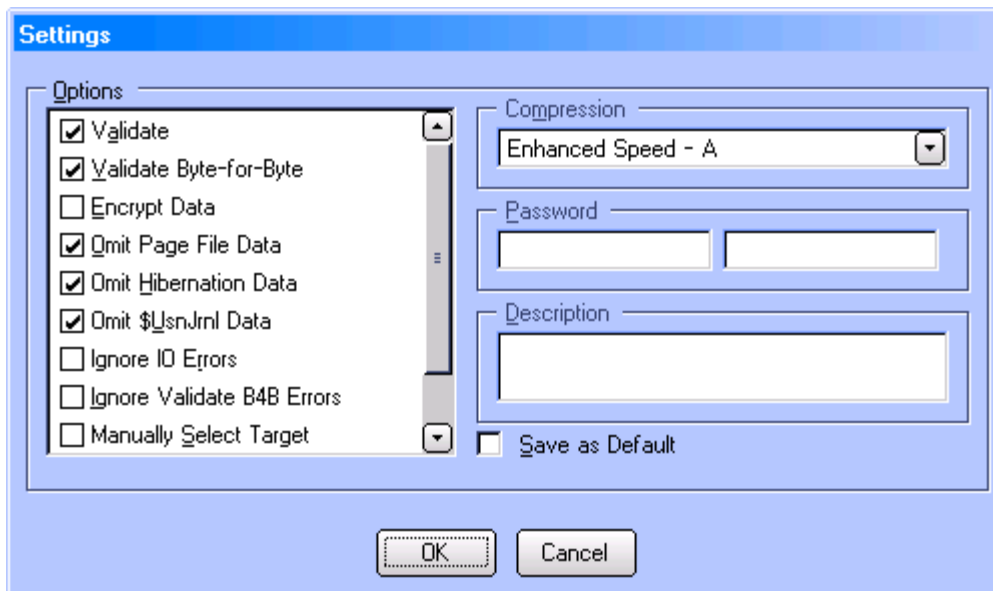 Settings
Options
Validate
Validate Byte-for-Byte
Encrypt Data
Omit Page File Data
Omit Hibernation Data
Omit $UsnJrnl Data
Ignore IO Errors
Ignore Validate B4B Errors
Manually Select Target
Compression
Enhanced Speed - A
Password
Description
Save as Default
OK
Cancel